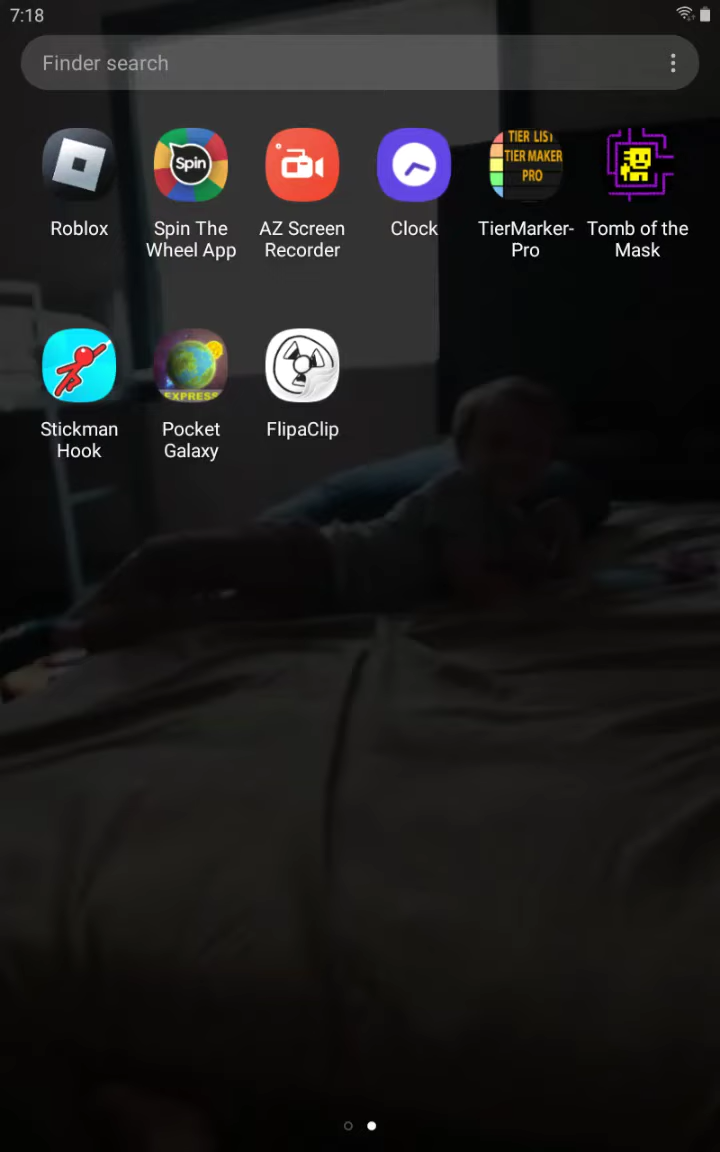 7:18
Finder search
TIER LIST
TIER MAKER
PRO
Spin
Roblox
Spin The
Wheel App
AZ Screen
Recorder
Clock
TierMarker-
Pro
Tomb of the
Mask
EXPRESS
Stickman
Hook
Pocket
Galaxy
FlipaClip